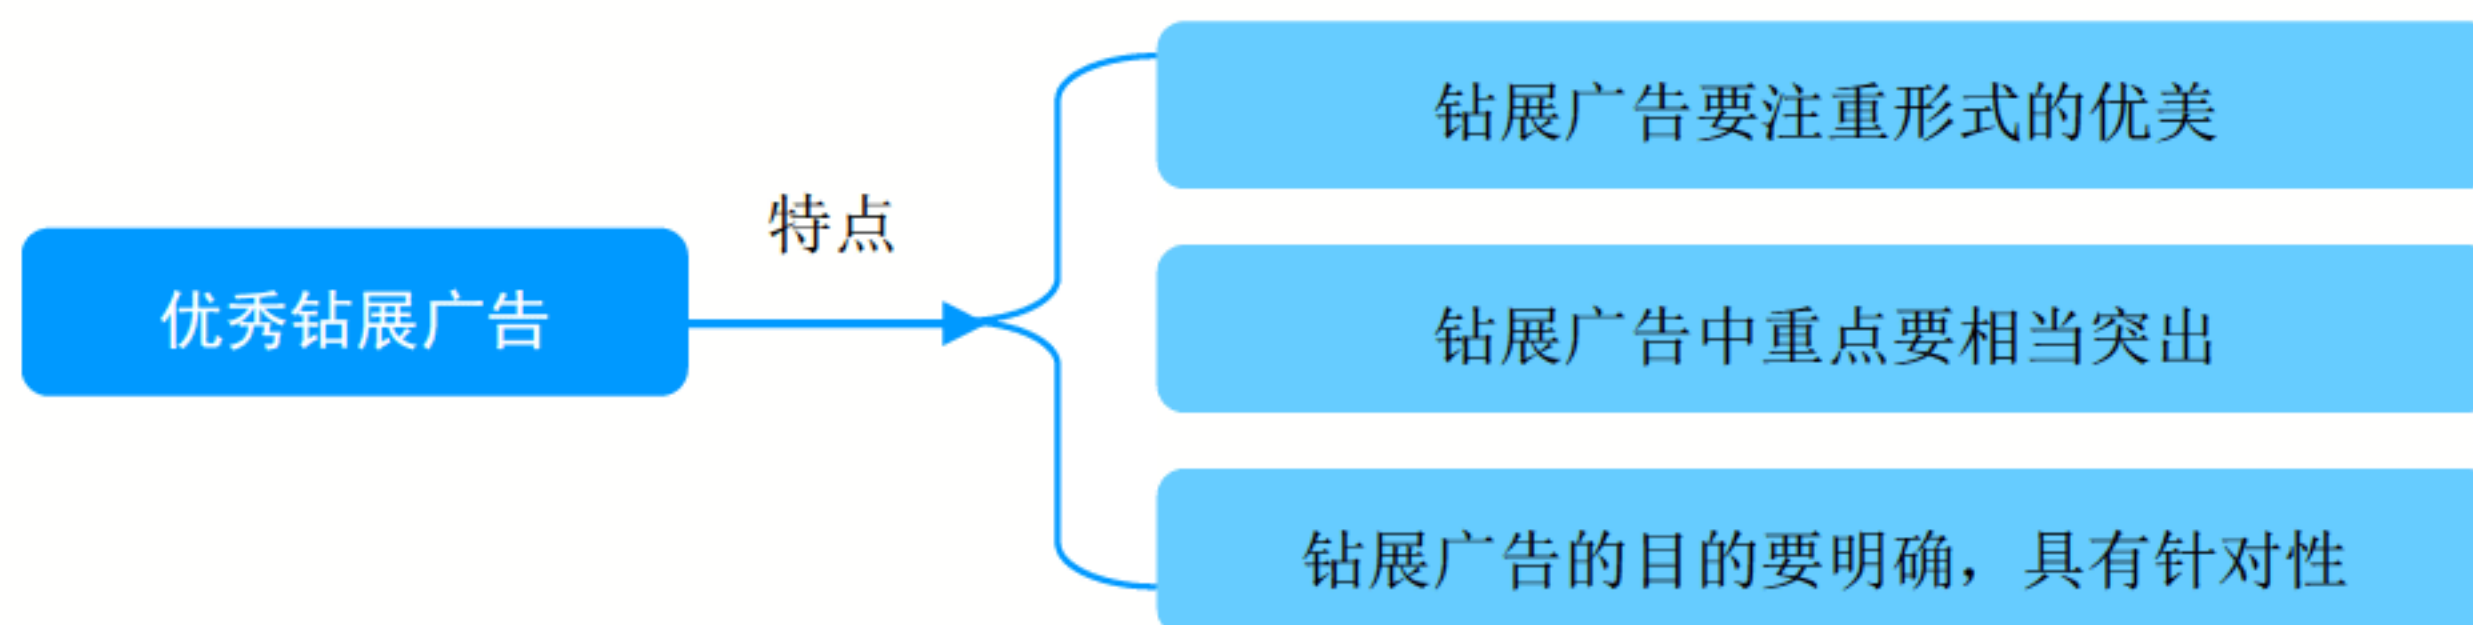 优秀钻展广告
特点
钻展广告要注重形式的优美
钻展广告中重点要相当突出
钻展广告的目的要明确，具有针对性